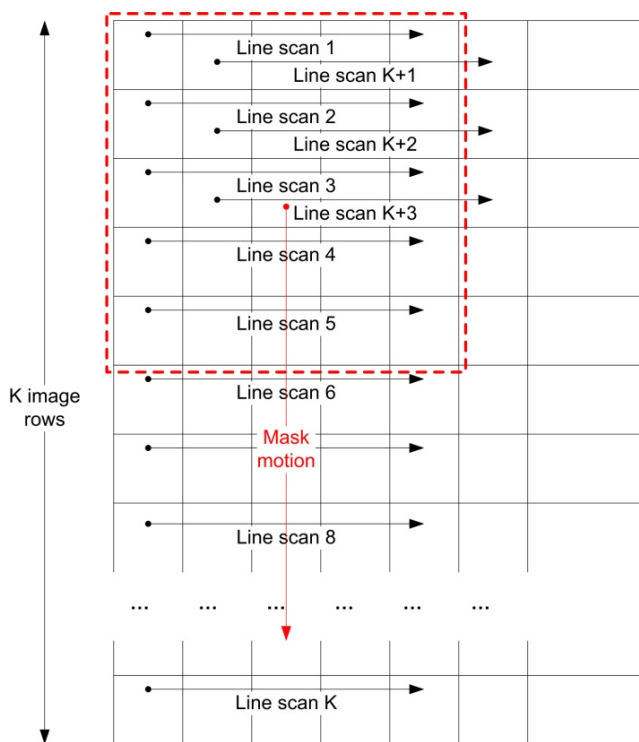 Line scan 1
Line scan K+1
Line scan 2
Line scan K+2
Line scan 3
Line scan K+3
Line scan 4
Line scan 5
Line scan 6
K image
rows
Mask
motion
Line scan 8
... ... ... ... ... ...
Line scan K